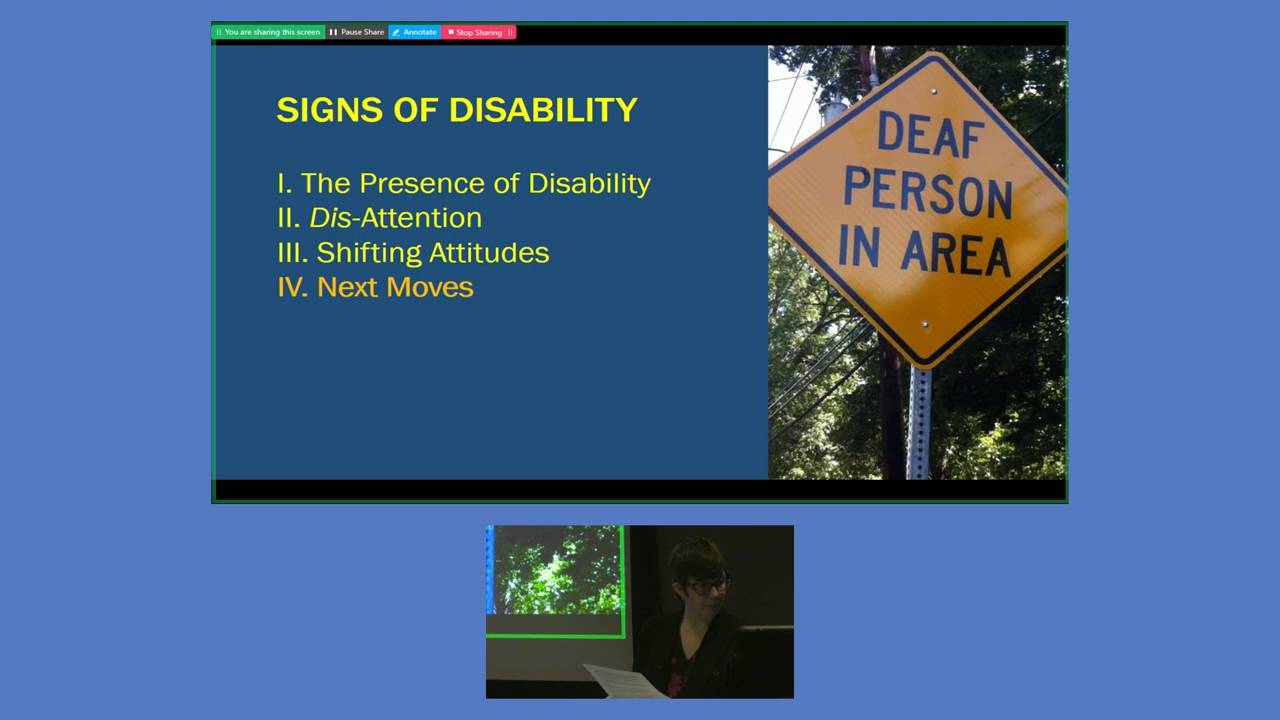 You are sharing this screen
Pause Share
Annotate
Stop Sharing
SIGNS OF DISABILITY
I. The Presence of Disability
II. Dis-Attention
III. Shifting Attitudes
IV. Next Moves
DEAF
PERSON
IN AREA